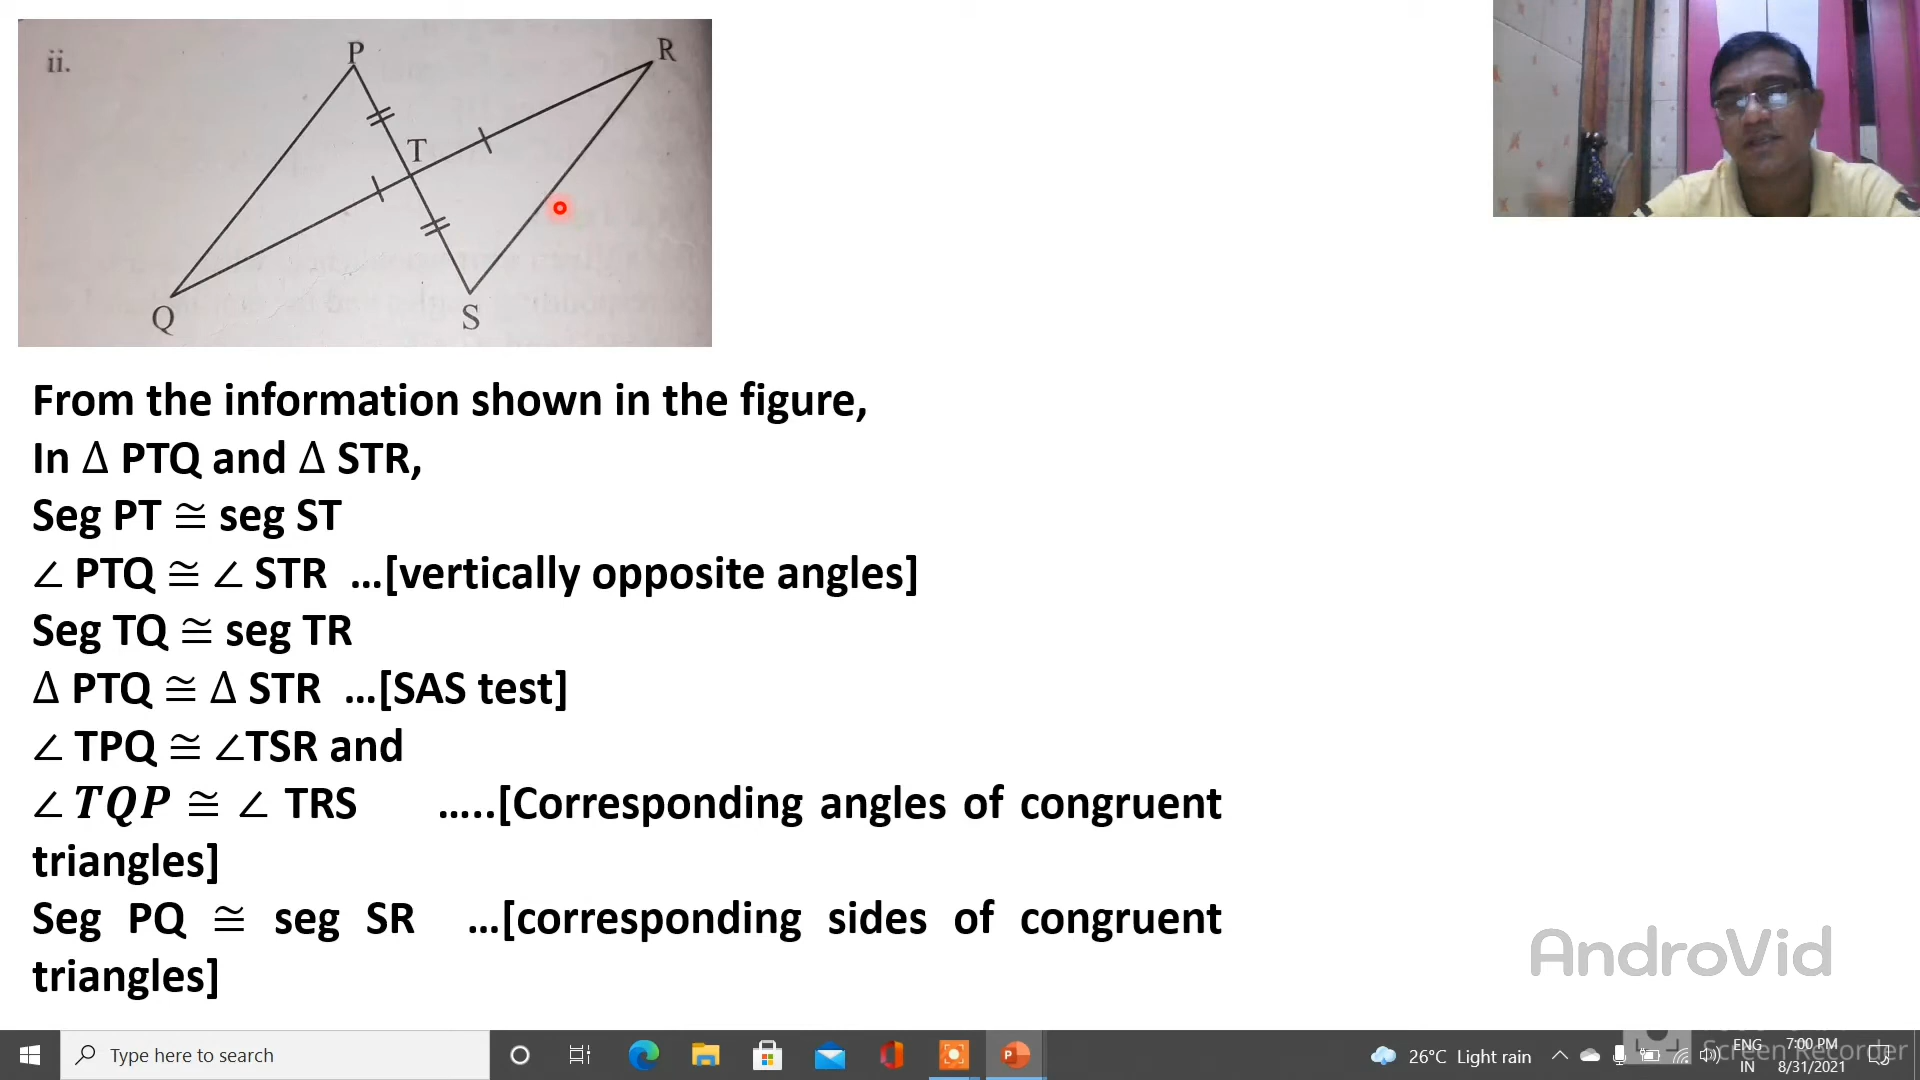 ii.
P
R
T
Q
S
From the information shown in the figure,
In Δ PTQ and Δ STR,
Seg PT ≅ seg ST
∠ PTQ ≅ ∠ STR ...[vertically opposite angles]
Seg TQ ≅ seg TR
Δ PTQ ≅ Δ STR ...[SAS test]
∠ TPQ ≅ ∠TSR and
∠ TQP ≅ ∠ TRS .....[Corresponding angles of congruent
triangles]
Seg PQ ≅ seg SR ...[corresponding sides of congruent
triangles]
AndroVid
Type here to search
26°C Light rain
ENG
IN
7:00 PM
8/31/2021
Screen Recorder